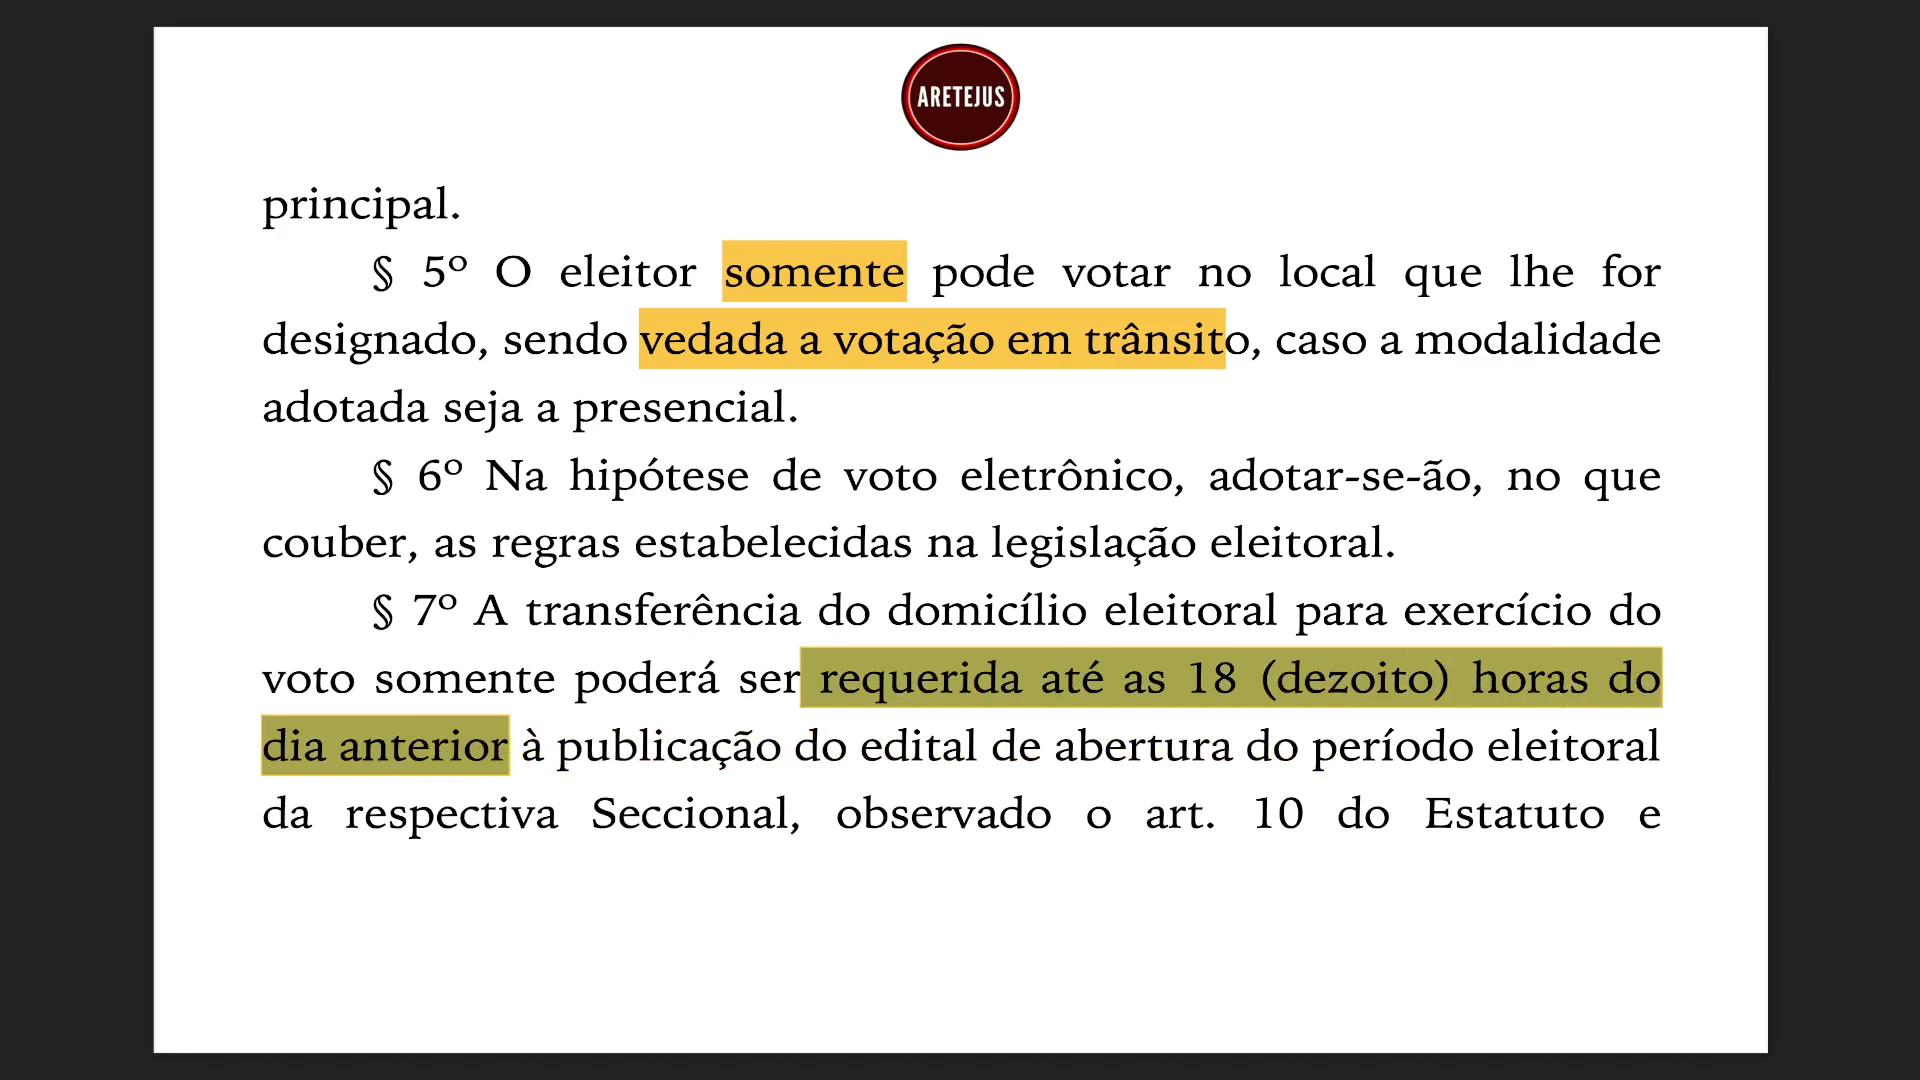 ARETEJUS
principal.
§ 5º O eleitor somente pode votar no local que lhe for
designado, sendo vedada a votação em trânsito, caso a modalidade
adotada seja a presencial.
§ 6º Na hipótese de voto eletrônico, adotar-se-ão, no que
couber, as regras estabelecidas na legislação eleitoral.
§ 7º A transferência do domicílio eleitoral para exercício do
voto somente poderá ser requerida até as 18 (dezoito) horas do
dia anterior à publicação do edital de abertura do período eleitoral
da respectiva Seccional, observado o art. 10 do Estatuto e